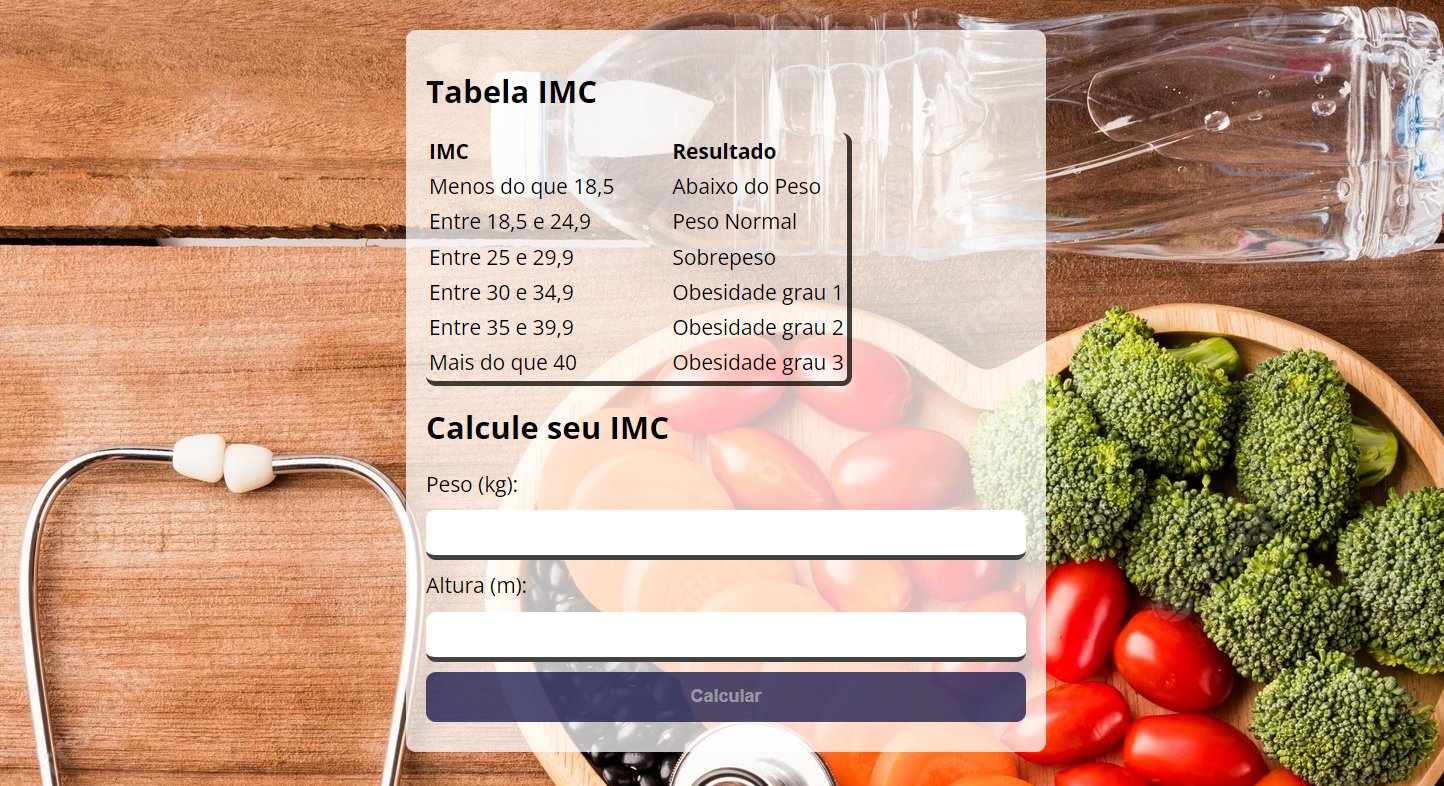 Tabela IMC
IMC Resultado
Menos do que 18,5 Abaixo do Peso
Entre 18,5 e 24,9 Peso Normal
Entre 25 e 29,9 Sobrepeso
Entre 30 e 34,9 Obesidade grau 1
Entre 35 e 39,9 Obesidade grau 2
Mais do que 40 Obesidade grau 3
Calcule seu IMC
Peso (kg):
Altura (m):
Calcular